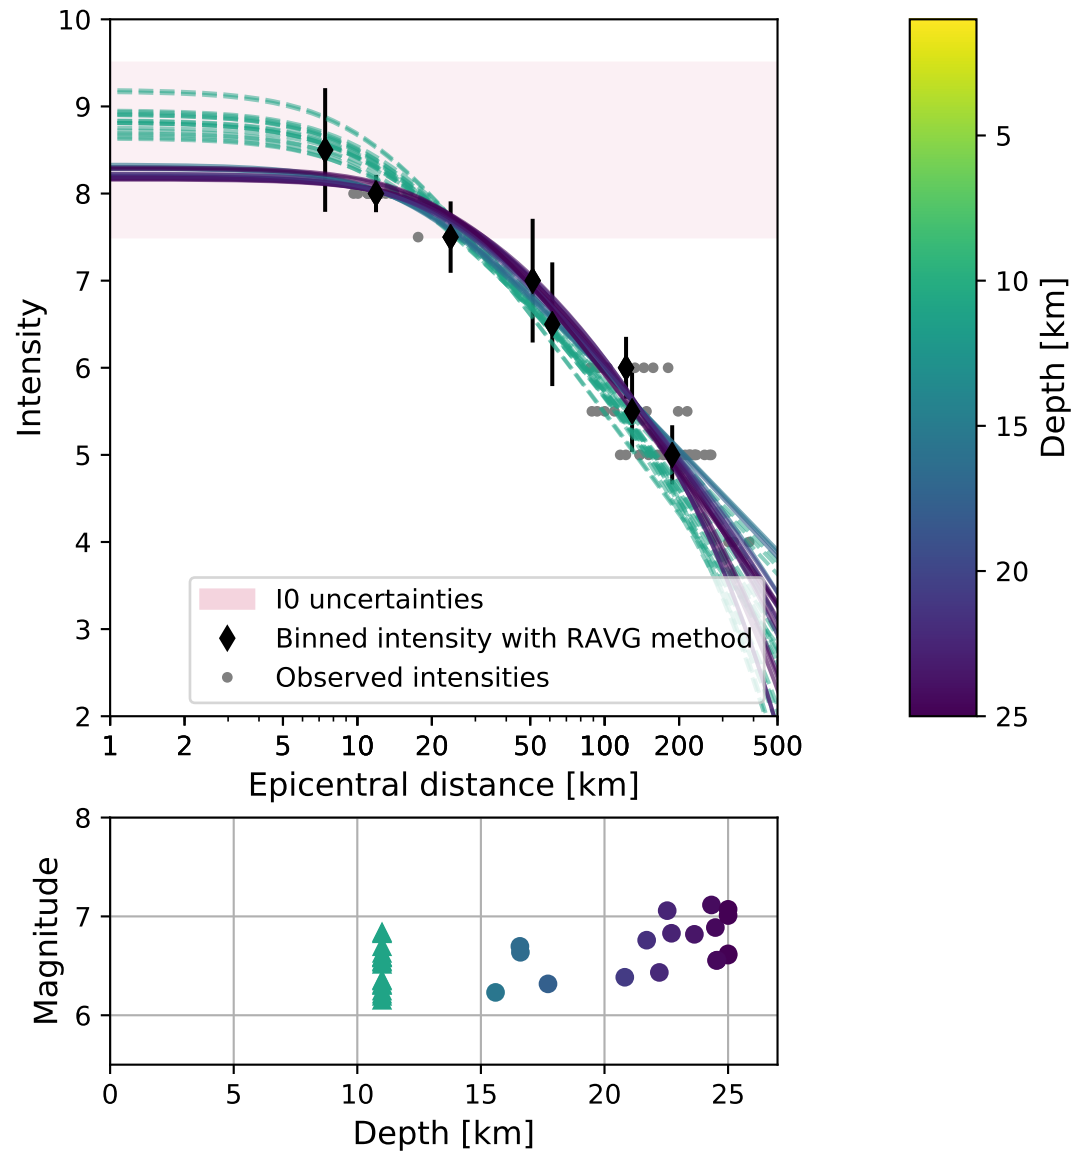 10
9
8
7
6
5
4
3
2
Intensity
I0 uncertainties
Binned intensity with RAVG method
Observed intensities
1 2 5 10 20 50 100 200 500
Epicentral distance [km]
5
10
15
20
25
Depth [km]
8
7
6
Magnitude
0 5 10 15 20 25
Depth [km]